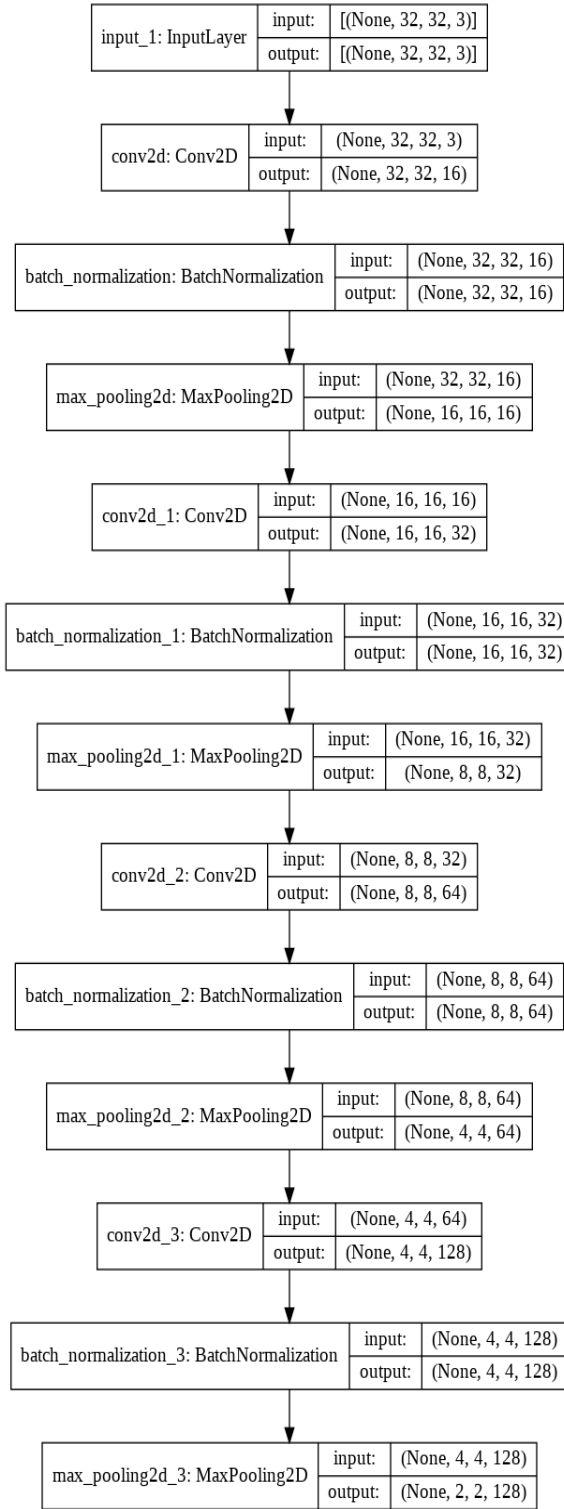 input_1: InputLayer
input: [(None, 32, 32, 3)]
output: [(None, 32, 32, 3)]
conv2d: Conv2D
input: (None, 32, 32, 3)
output: (None, 32, 32, 16)
batch_normalization: BatchNormalization
input: (None, 32, 32, 16)
output: (None, 32, 32, 16)
max_pooling2d: MaxPooling2D
input: (None, 32, 32, 16)
output: (None, 16, 16, 16)
conv2d_1: Conv2D
input: (None, 16, 16, 16)
output: (None, 16, 16, 32)
batch_normalization_1: BatchNormalization
input: (None, 16, 16, 32)
output: (None, 16, 16, 32)
max_pooling2d_1: MaxPooling2D
input: (None, 16, 16, 32)
output: (None, 8, 8, 32)
conv2d_2: Conv2D
input: (None, 8, 8, 32)
output: (None, 8, 8, 64)
batch_normalization_2: BatchNormalization
input: (None, 8, 8, 64)
output: (None, 8, 8, 64)
max_pooling2d_2: MaxPooling2D
input: (None, 8, 8, 64)
output: (None, 4, 4, 64)
conv2d_3: Conv2D
input: (None, 4, 4, 64)
output: (None, 4, 4, 128)
batch_normalization_3: BatchNormalization
input: (None, 4, 4, 128)
output: (None, 4, 4, 128)
max_pooling2d_3: MaxPooling2D
input: (None, 4, 4, 128)
output: (None, 2, 2, 128)